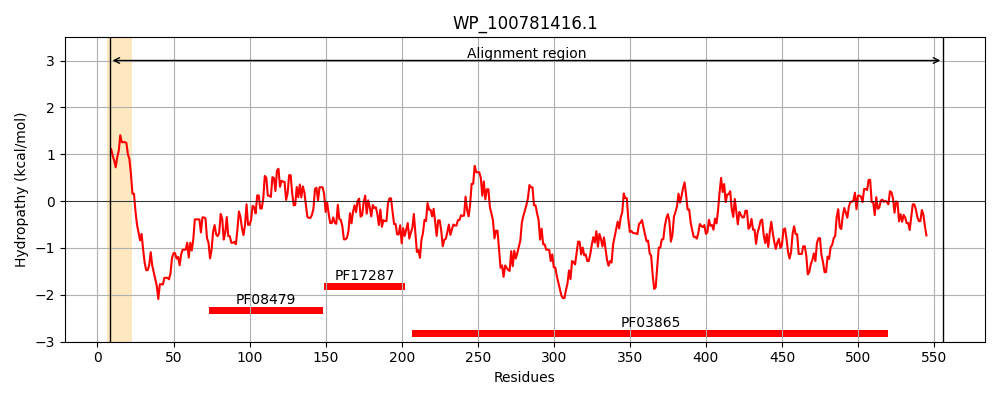 WP_100781416.1
Alignment region
3
2
1
0
−1
−2
−3
Hydropathy (kcal/mol)
PF17287
PF08479
PF03865
0 50 100 150 200 250 300 350 400 450 500 550
Residues